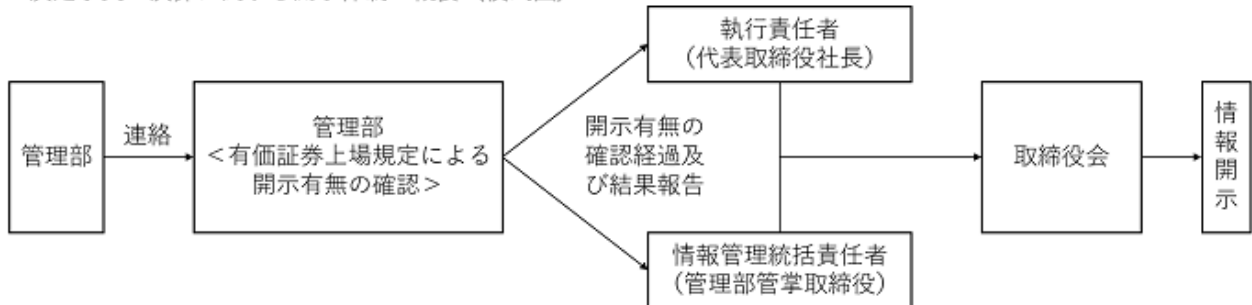 管理部
連絡
管理部
＜有価証券上場規定による
開示有無の確認＞
執行責任者
（代表取締役社長）
開示有無の
確認経過及
び結果報告
情報管理統括責任者
（管理部管掌取締役）
取締役会
情報開示